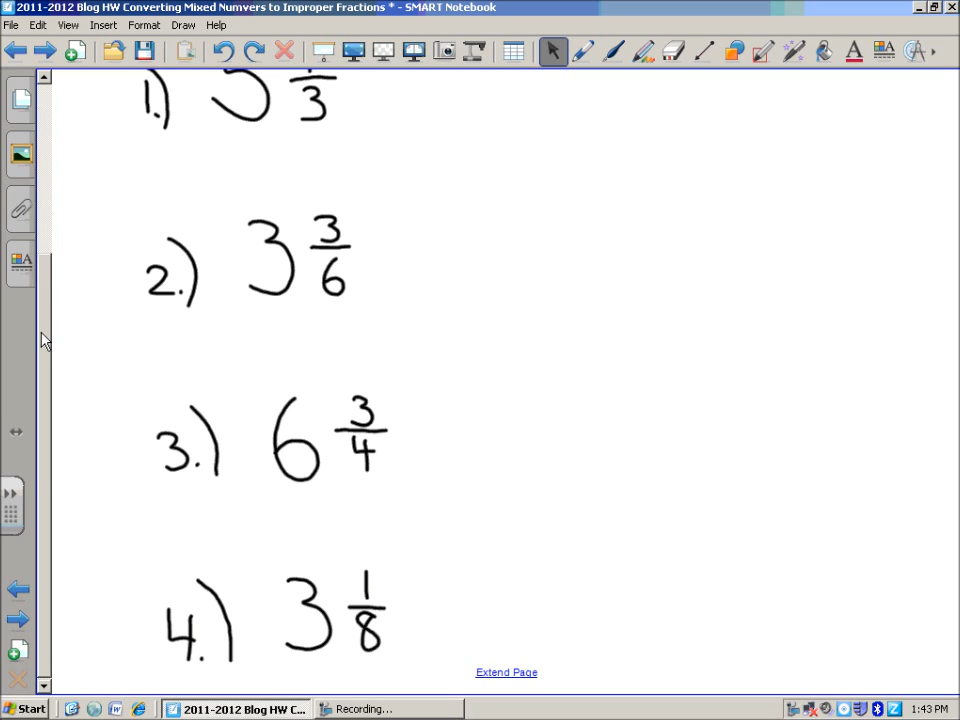 2011-2012 Blog HW Converting Mixed Numvers to Improper Fractions * - SMART Notebook
File Edit View Insert Format Draw Help
1.) 3
2.) 3 3/6
3.) 6 3/4
4.) 3 1/8
Extend Page
Start 2011-2012 Blog HW C... Recording... 1:43 PM